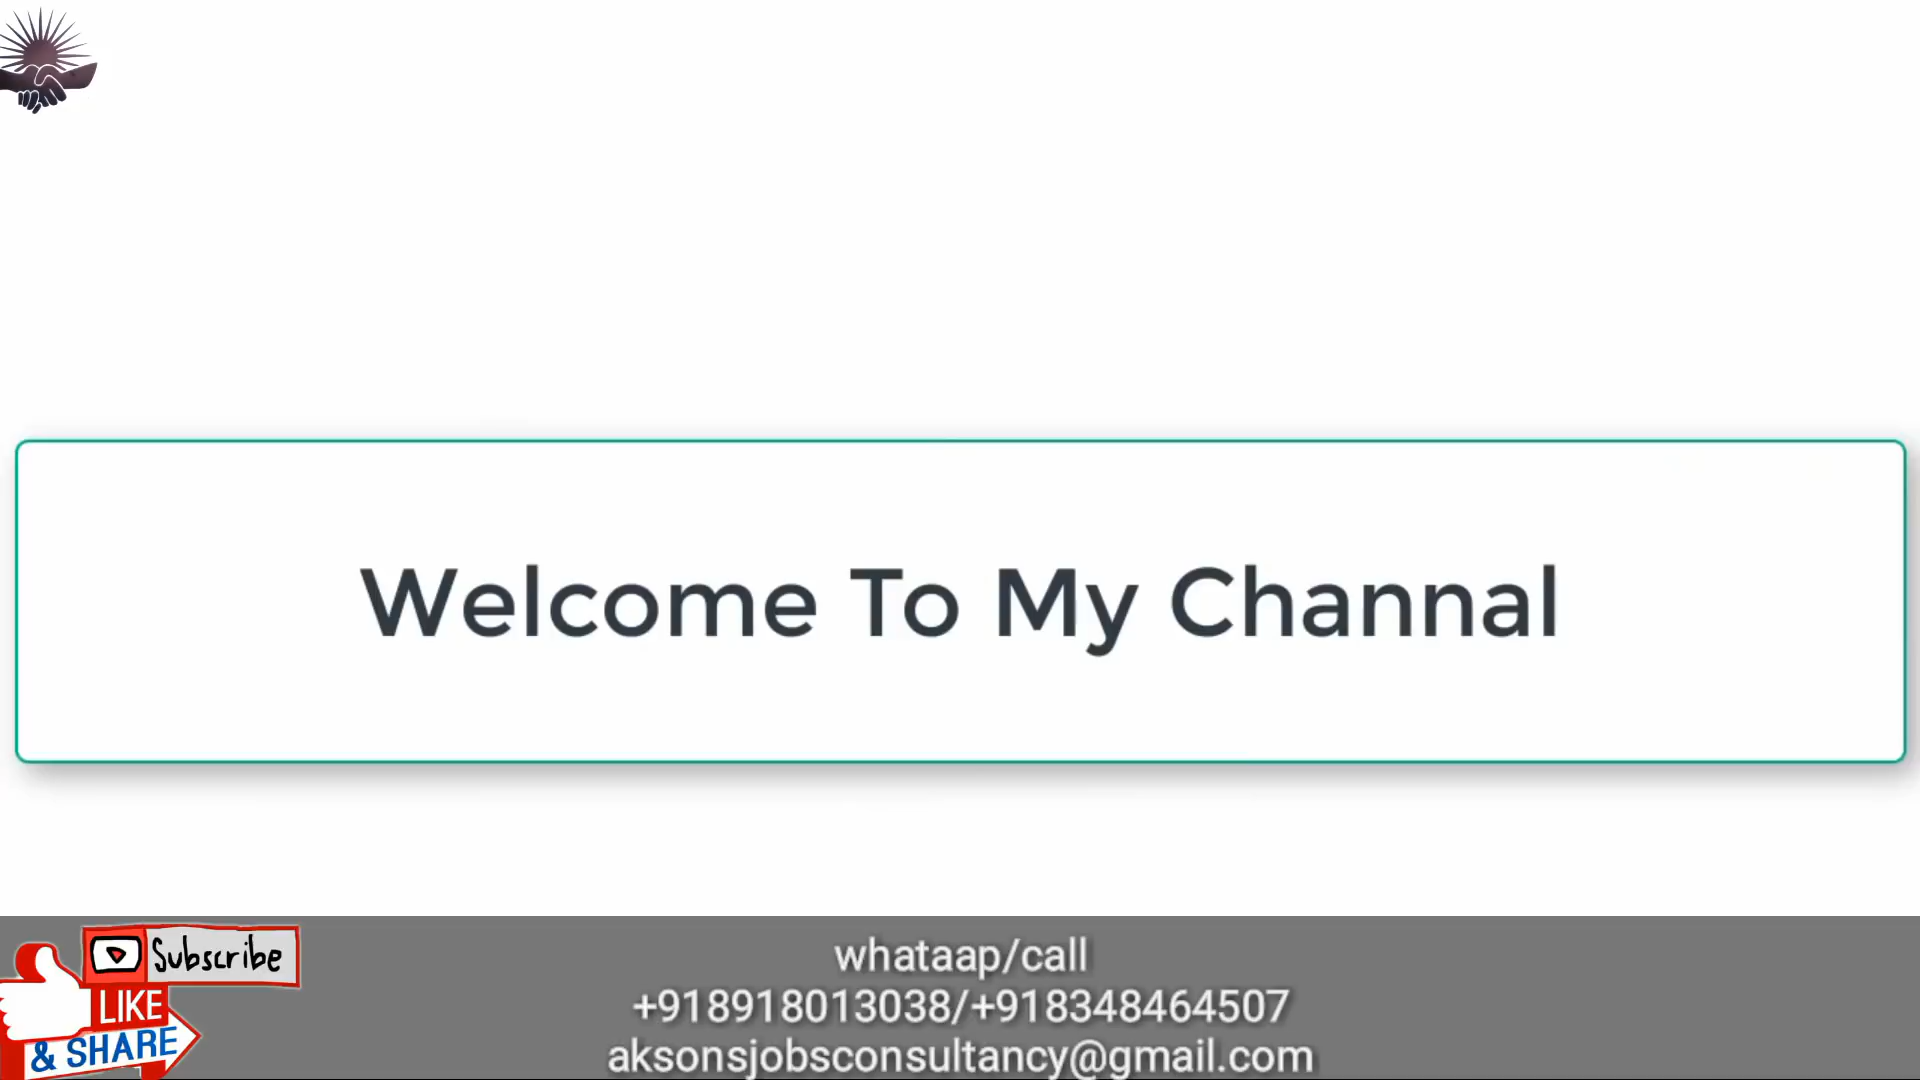 Welcome To My Channal
Subscribe
LIKE
& SHARE
whataap/call
+918918013038/+918348464507
aksonsjobsconsultancy@gmail.com